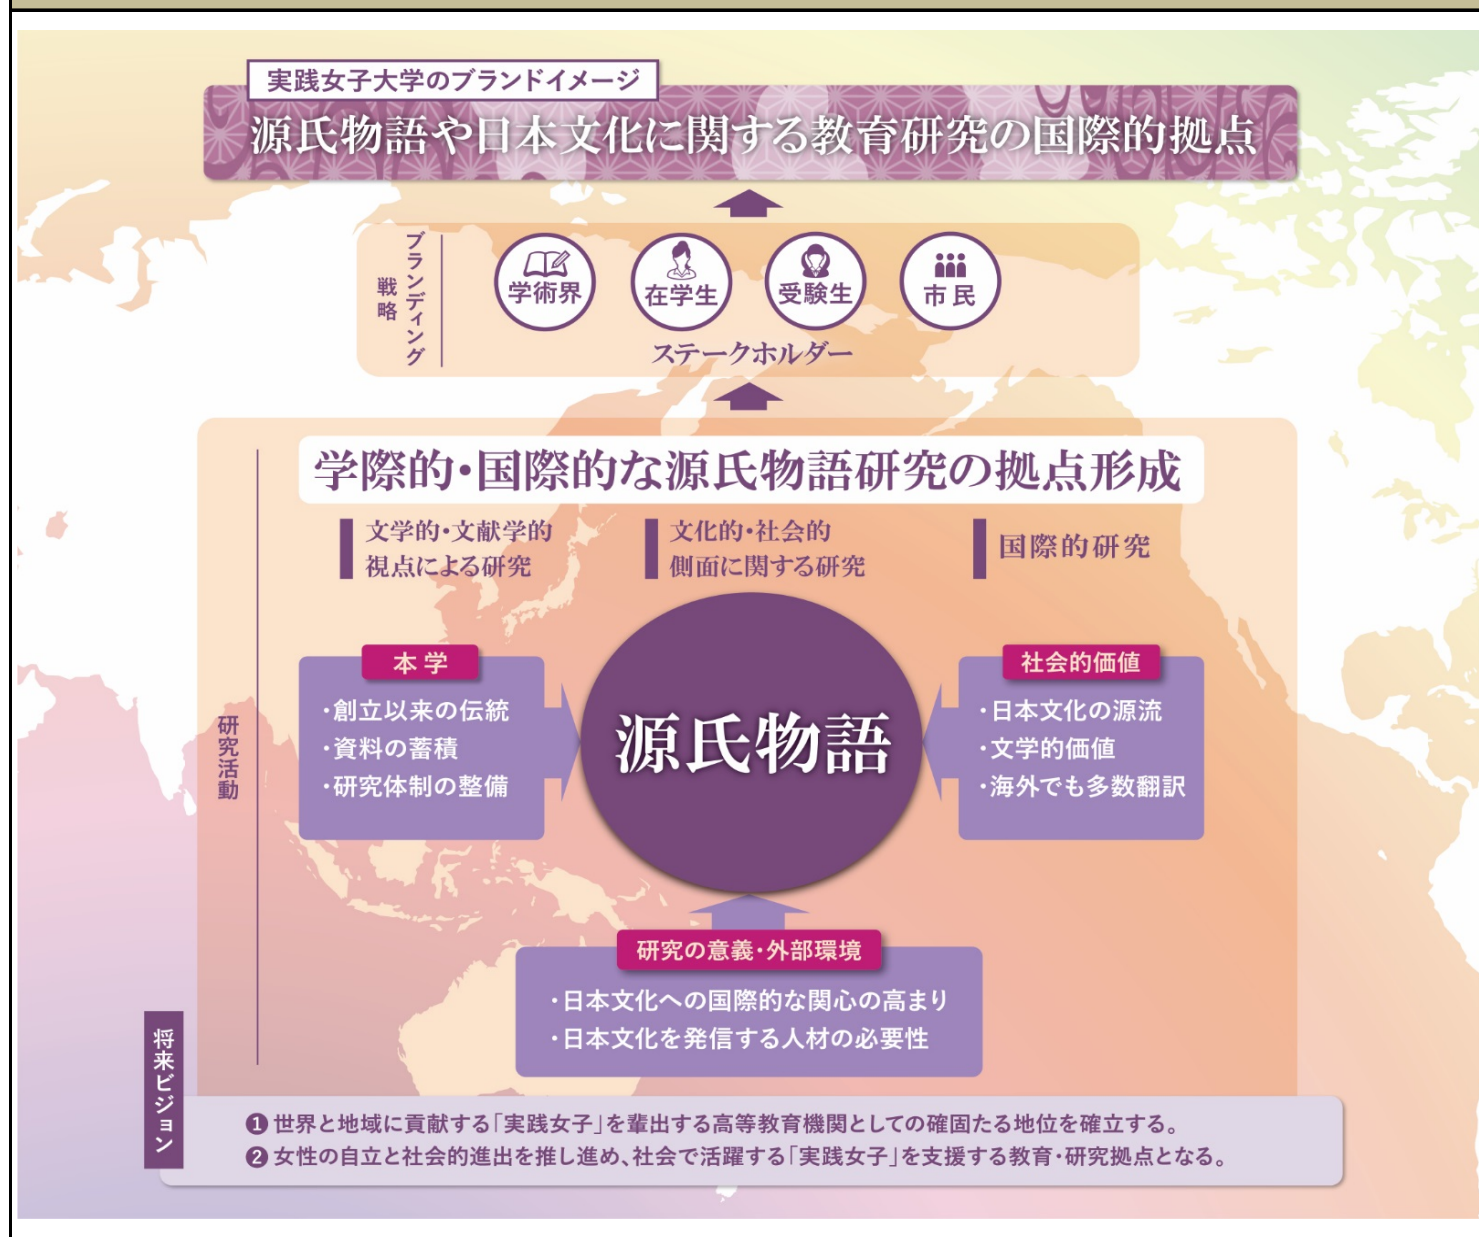 実践女子大学のブランドイメージ
源氏物語や日本文化に関する教育研究の国際的拠点
ブランディング
戦略
学術界
在学生
受験生
市民
ステークホルダー
学際的・国際的な源氏物語研究の拠点形成
文学的・文献学的
視点による研究
文化的・社会的
側面に関する研究
国際的研究
研究活動
本学
・創立以来の伝統
・資料の蓄積
・研究体制の整備
源氏物語
社会的価値
・日本文化の源流
・文学的価値
・海外でも多数翻訳
研究の意義・外部環境
・日本文化への国際的な関心の高まり
・日本文化を発信する人材の必要性
将来ビジョン
❶世界と地域に貢献する「実践女子」を輩出する高等教育機関としての確固たる地位を確立する。
❷女性の自立と社会的進出を推し進め、社会で活躍する「実践女子」を支援する教育・研究拠点となる。